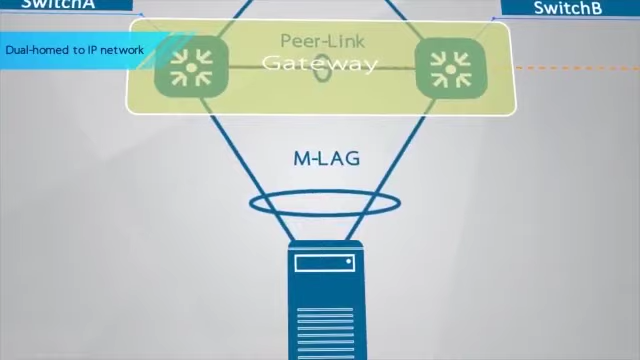 SwitchA
SwitchB
Dual-homed to IP network
Peer-Link
Gateway
M-LAG